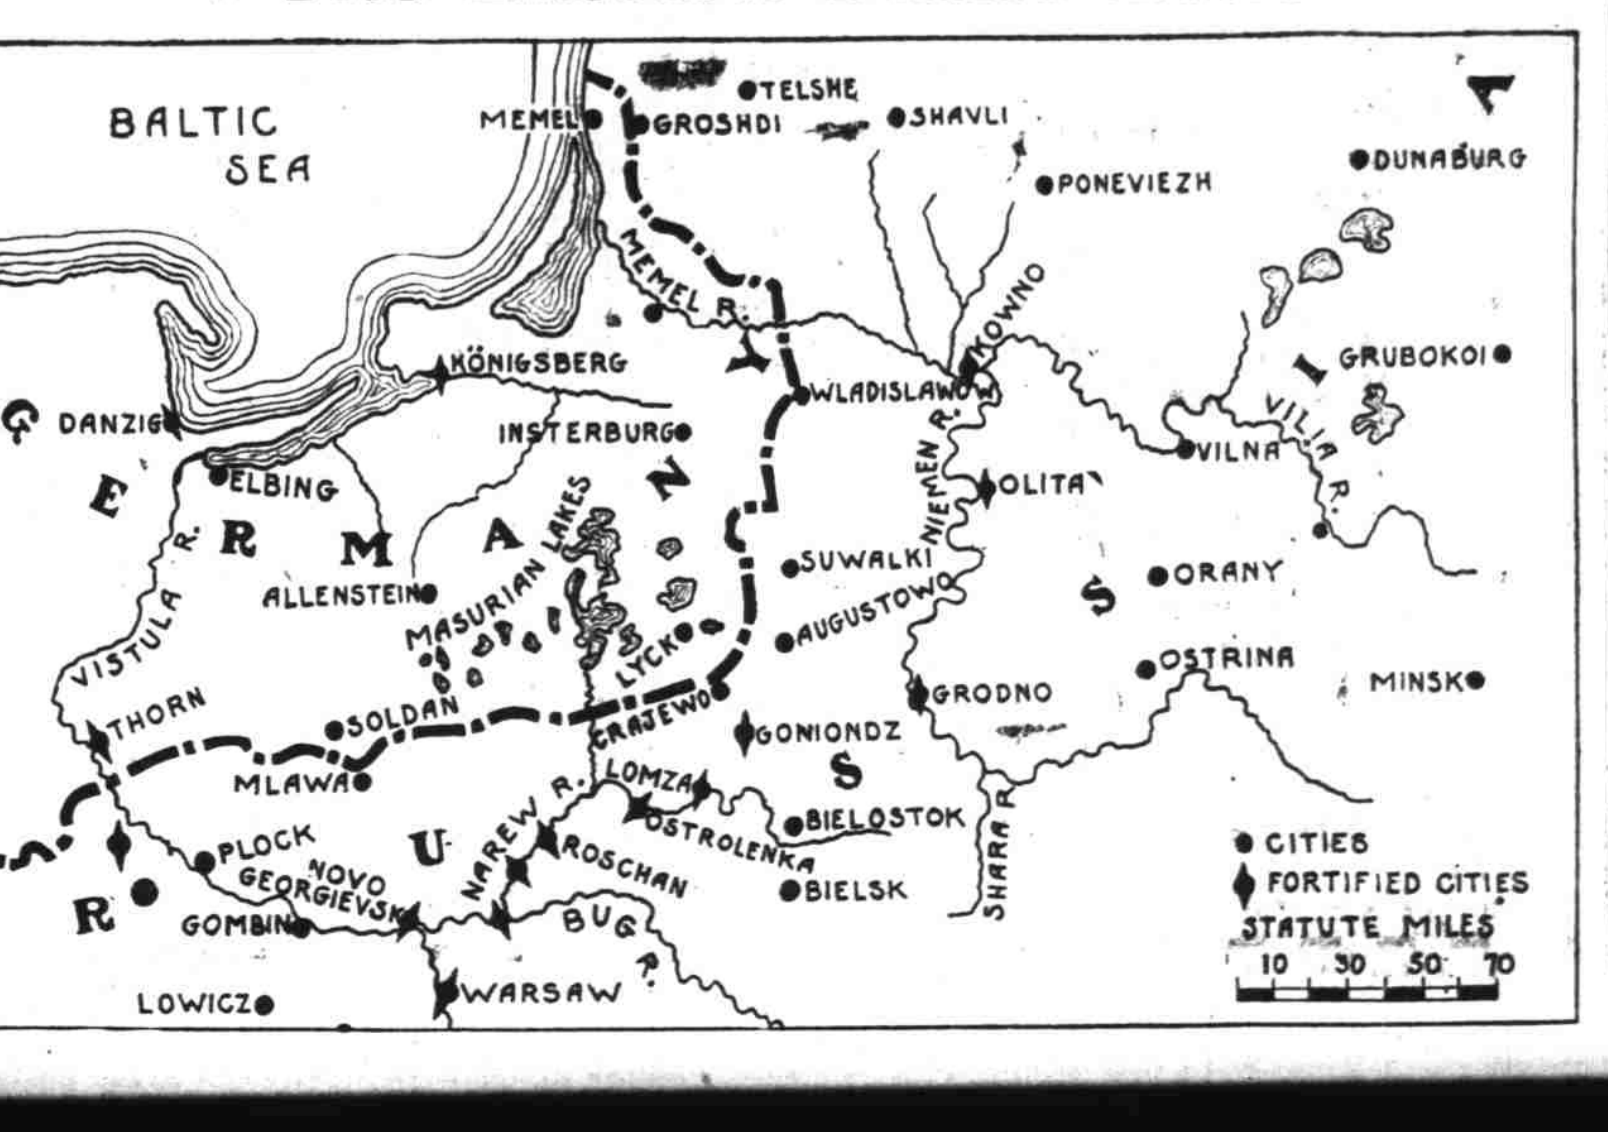 BALTIC
SEA
MEMEL
GROSHDI
TELSHE
SHAVLI
PONEVIEZH
DUNABURG
MEMEL R.
KOWNO
KÖNIGSBERG
WLADISLAWOW
GRUBOKOI
DANZIG
INSTERBURG
NIEMEN R.
OLITA
VILNA
VILIA R.
ELBING
GERMANY
RUSSIA
ALLENSTEIN
MASURIAN LAKES
SUWALKI
AUGUSTOWO
ORANY
VISTULA R.
LYCK
OSTRINA
MINSK
THORN
SOLDAN
GRAJEWO
GRODNO
GONIONDZ
MLAWA
LOMZA
NAREW R.
OSTROLENKA
BIELOSTOK
SHARA R
PLOCK
NOVO
GEORGIEVSK
ROSCHAN
BIELSK
GOMBIN
BUG R.
LOWICZ
WARSAW
CITIES
FORTIFIED CITIES
STATUTE MILES
10 30 50 70